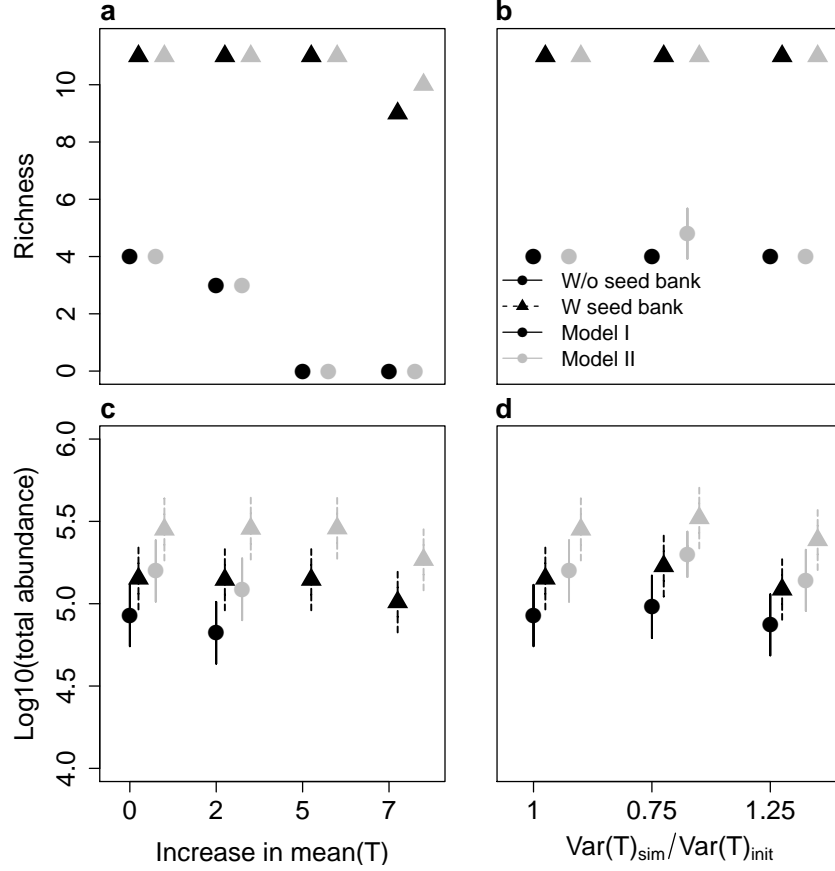 a
b
Richness
0
2
4
6
8
10
W/o seed bank
W seed bank
Model I
Model II
c
d
Log10(total abundance)
4.0
4.5
5.0
5.5
6.0
0 2 5 7
1 0.75 1.25
Increase in mean(T)
Var(T)sim/Var(T)init